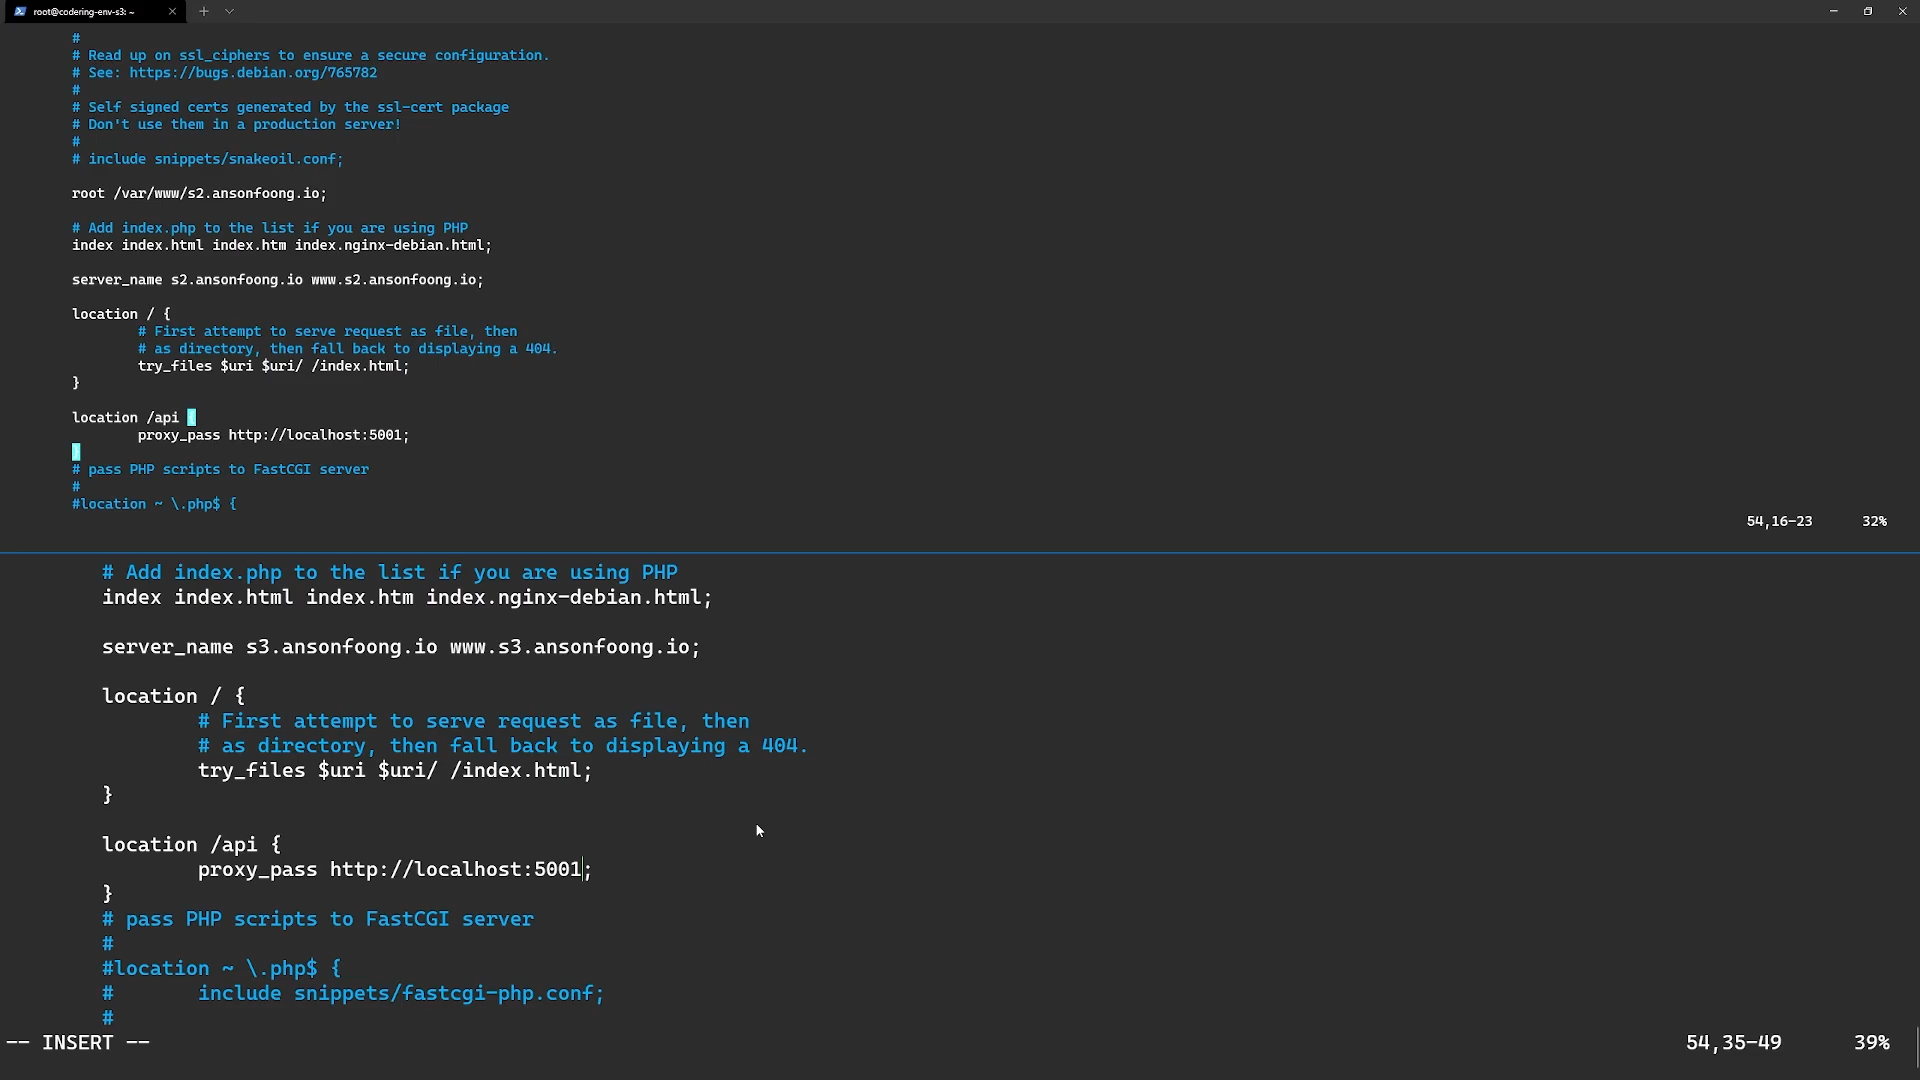 root@codering-env-s3: ~
#
# Read up on ssl_ciphers to ensure a secure configuration.
# See: https://bugs.debian.org/765782
#
# Self signed certs generated by the ssl-cert package
# Don't use them in a production server!
#
# include snippets/snakeoil.conf;
root /var/www/s2.ansonfoong.io;
# Add index.php to the list if you are using PHP
index index.html index.htm index.nginx-debian.html;
server_name s2.ansonfoong.io www.s2.ansonfoong.io;
location / {
# First attempt to serve request as file, then
# as directory, then fall back to displaying a 404.
try_files $uri $uri/ /index.html;
}
location /api {
proxy_pass http://localhost:5001;
}
# pass PHP scripts to FastCGI server
#
#location ~ \.php$ {
54,16-23 32%
# Add index.php to the list if you are using PHP
index index.html index.htm index.nginx-debian.html;
server_name s3.ansonfoong.io www.s3.ansonfoong.io;
location / {
# First attempt to serve request as file, then
# as directory, then fall back to displaying a 404.
try_files $uri $uri/ /index.html;
}
location /api {
proxy_pass http://localhost:5001;
}
# pass PHP scripts to FastCGI server
#
#location ~ \.php$ {
# include snippets/fastcgi-php.conf;
#
-- INSERT -- 54,35-49 39%